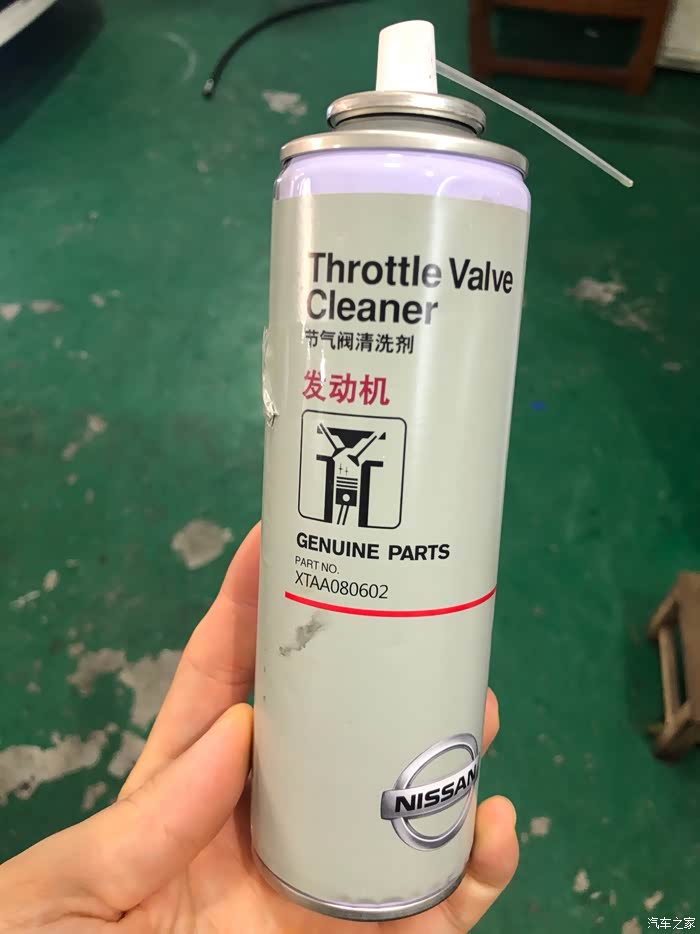 Throttle Valve
Cleaner
节气阀清洗剂
发动机
GENUINE PARTS
PART NO.
XTAA080602
NISSAN
汽车之家